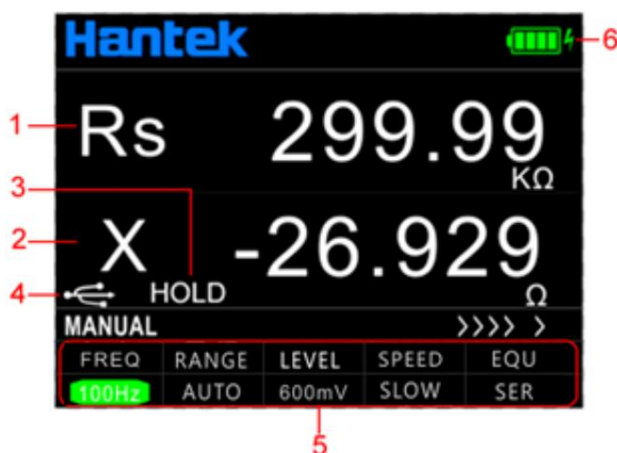 Hantek
6
1
Rs
299.99
KΩ
3
2
X
-26.929
Ω
4
HOLD
MANUAL
>>>> >
FREQ RANGE LEVEL SPEED EQU
100Hz AUTO 600mV SLOW SER
5